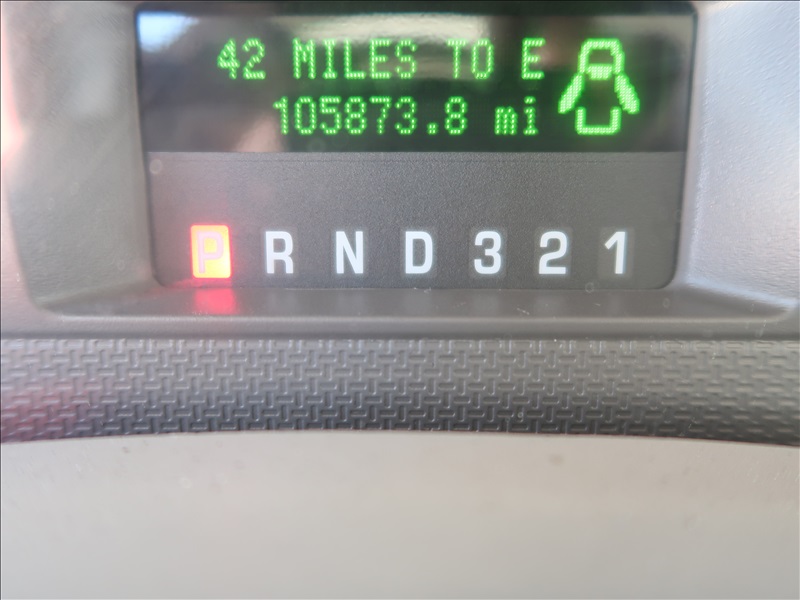 42 MILES TO E
105873.8 mi
P R N D 3 2 1